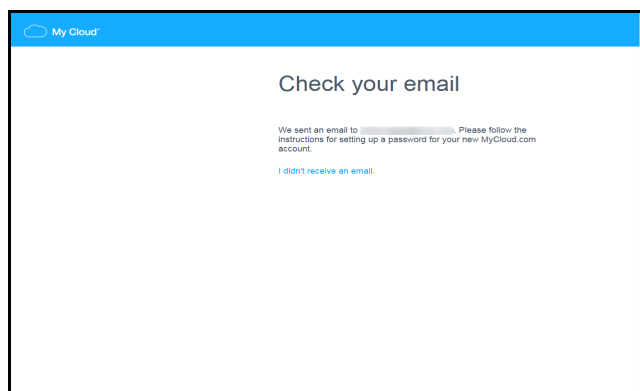 My Cloud™
Check your email
We sent an email to . Please follow the
instructions for setting up a password for your new MyCloud.com
account.
I didn't receive an email.